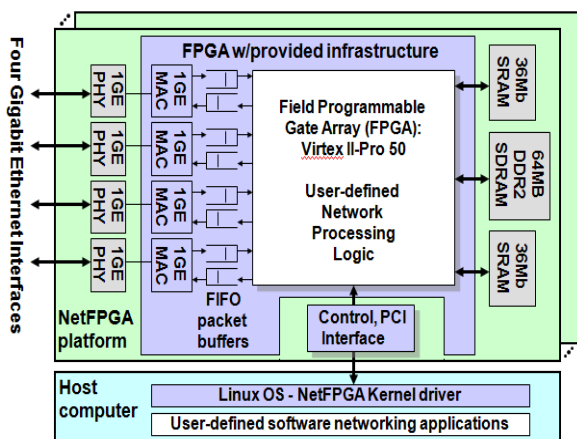 Four Gigabit Ethernet Interfaces
FPGA w/provided infrastructure
1GE
PHY
1GE
MAC
1GE
PHY
1GE
MAC
1GE
PHY
1GE
MAC
1GE
PHY
1GE
MAC
FIFO
packet
buffers
Field Programmable
Gate Array (FPGA):
Virtex II-Pro 50
User-defined
Network
Processing
Logic
36Mb
SRAM
64MB
DDR2
SDRAM
36Mb
SRAM
NetFPGA
platform
Control, PCI
Interface
Host
computer
Linux OS - NetFPGA Kernel driver
User-defined software networking applications